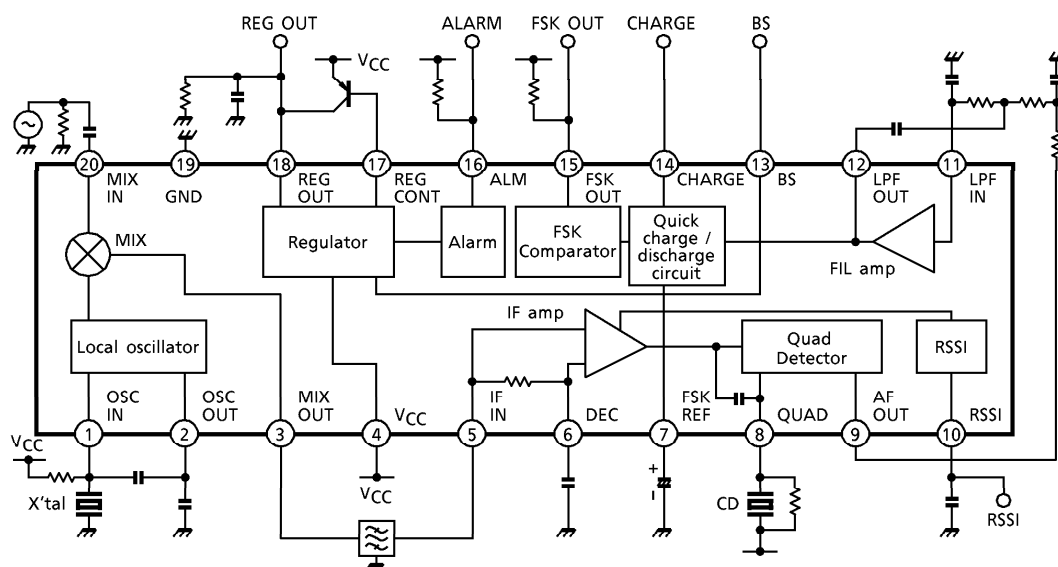 REG OUT
ALARM
FSK OUT
CHARGE
BS
VCC
20
19
18
17
16
15
14
13
12
11
MIX
IN
GND
REG
OUT
REG
CONT
ALM
FSK
OUT
CHARGE
BS
LPF
OUT
LPF
IN
MIX
Regulator
Alarm
FSK
Comparator
Quick
charge /
discharge
circuit
FIL amp
IF amp
Local oscillator
Quad
Detector
RSSI
OSC
IN
OSC
OUT
MIX
OUT
VCC
IF
IN
DEC
FSK
REF
QUAD
AF
OUT
RSSI
1
2
3
4
5
6
7
8
9
10
VCC
X'tal
VCC
+
-
CD
RSSI